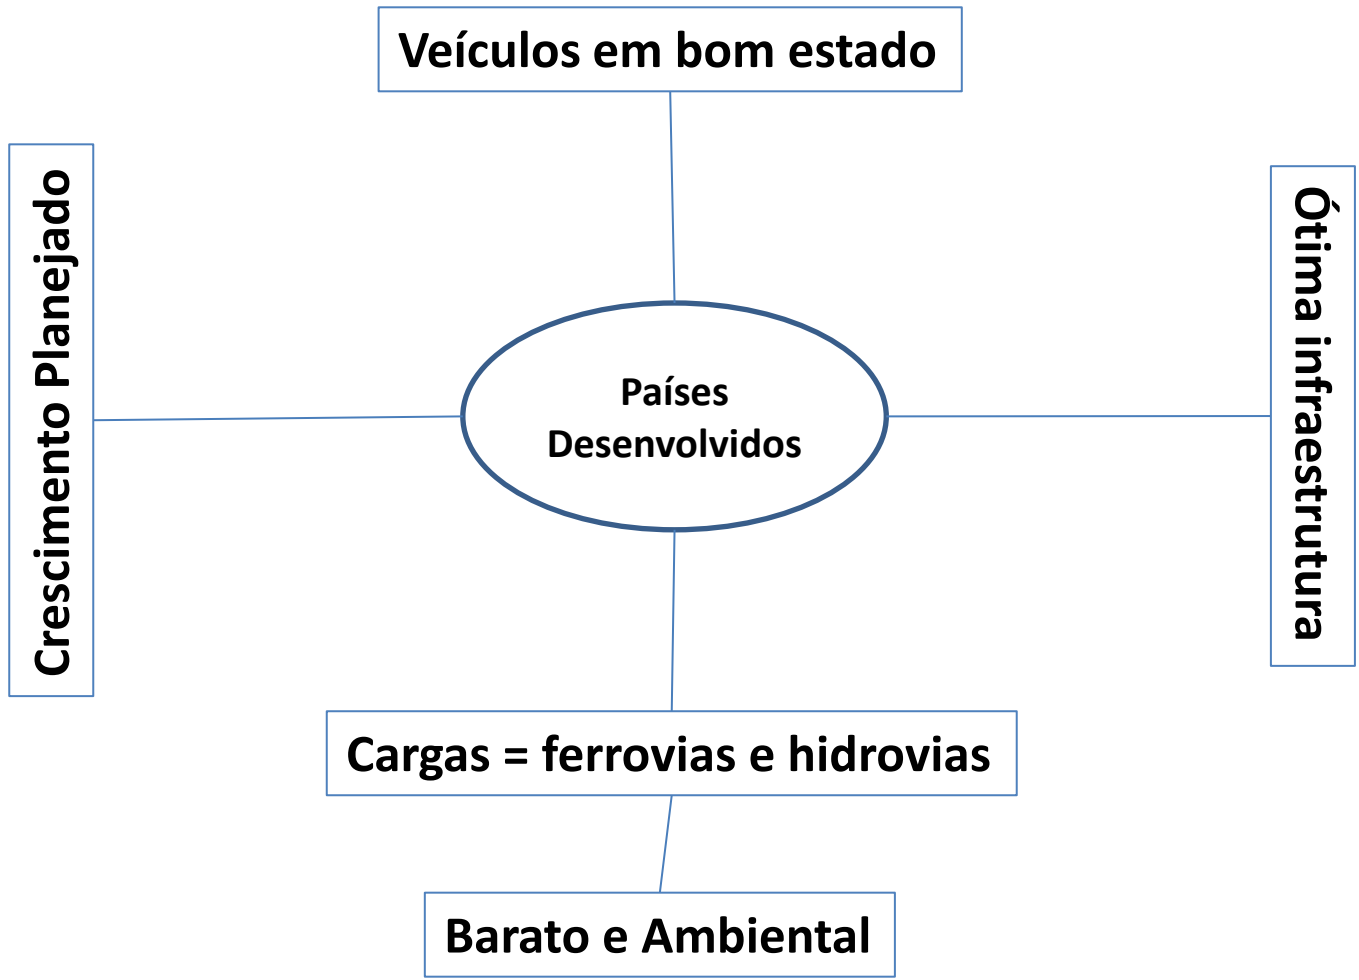 Veículos em bom estado
Crescimento Planejado
Ótima infraestrutura
Países
Desenvolvidos
Cargas = ferrovias e hidrovias
Barato e Ambiental